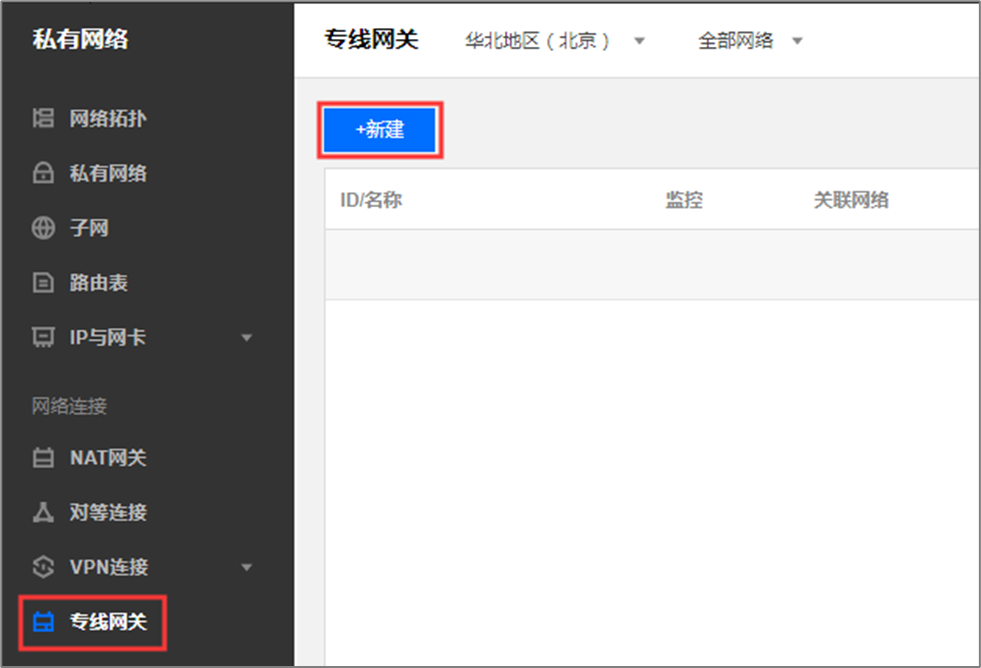 私有网络
专线网关 华北地区（北京） 全部网络
+新建
网络拓扑
私有网络
子网
路由表
IP与网卡
网络连接
NAT网关
对等连接
VPN连接
专线网关
ID/名称 监控 关联网络